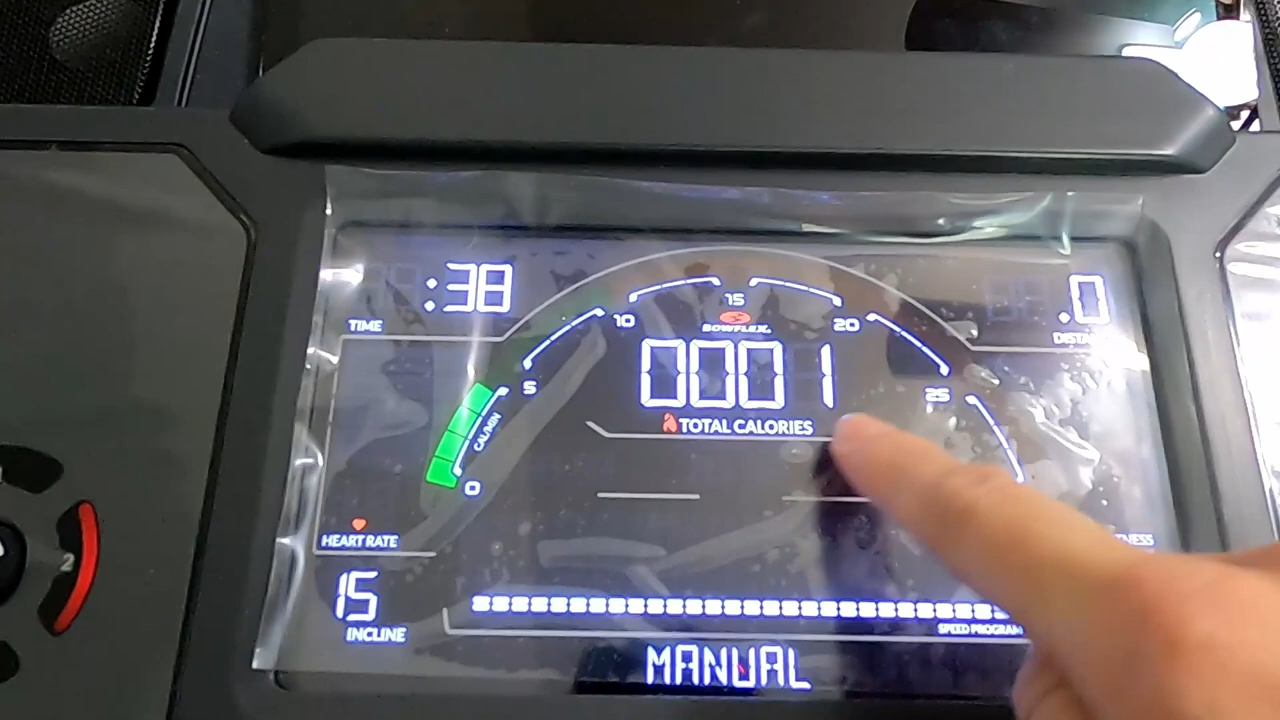 :38
TIME
.0
15
10
20
BOWFLEX
5
25
0001
CAL/MIN
TOTAL CALORIES
0
HEART RATE
15
INCLINE
SPEED PROGRAM
MANUAL
2